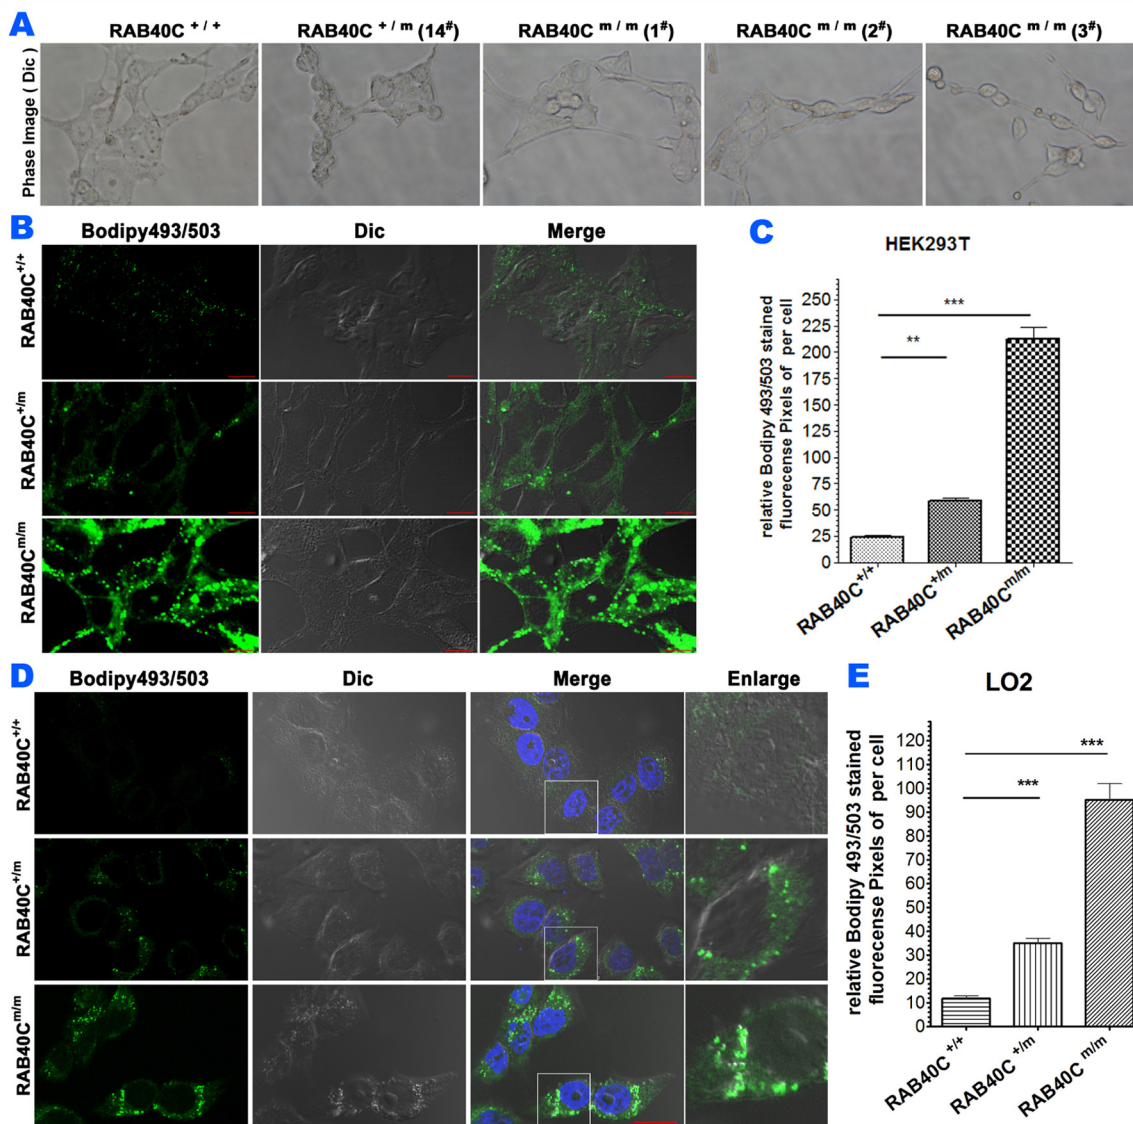 A
RAB40C +/+
RAB40C +/m (14#)
RAB40C m/m (1#)
RAB40C m/m (2#)
RAB40C m/m (3#)
Phase Image ( Dic )
B
Bodipy493/503
Dic
Merge
RAB40C+/+
RAB40C+/m
RAB40Cm/m
C
HEK293T
relative Bodipy 493/503 stained
fluorecense Pixels of per cell
250
225
200
175
150
125
100
75
50
25
0
***
**
RAB40C+/+
RAB40C+/m
RAB40Cm/m
D
Bodipy493/503
Dic
Merge
Enlarge
RAB40C+/+
RAB40C+/m
RAB40Cm/m
E
LO2
relative Bodipy 493/503 stained
fluorecense Pixels of per cell
120
110
100
90
80
70
60
50
40
30
20
10
0
***
***
RAB40C+/+
RAB40C +/m
RAB40C m/m